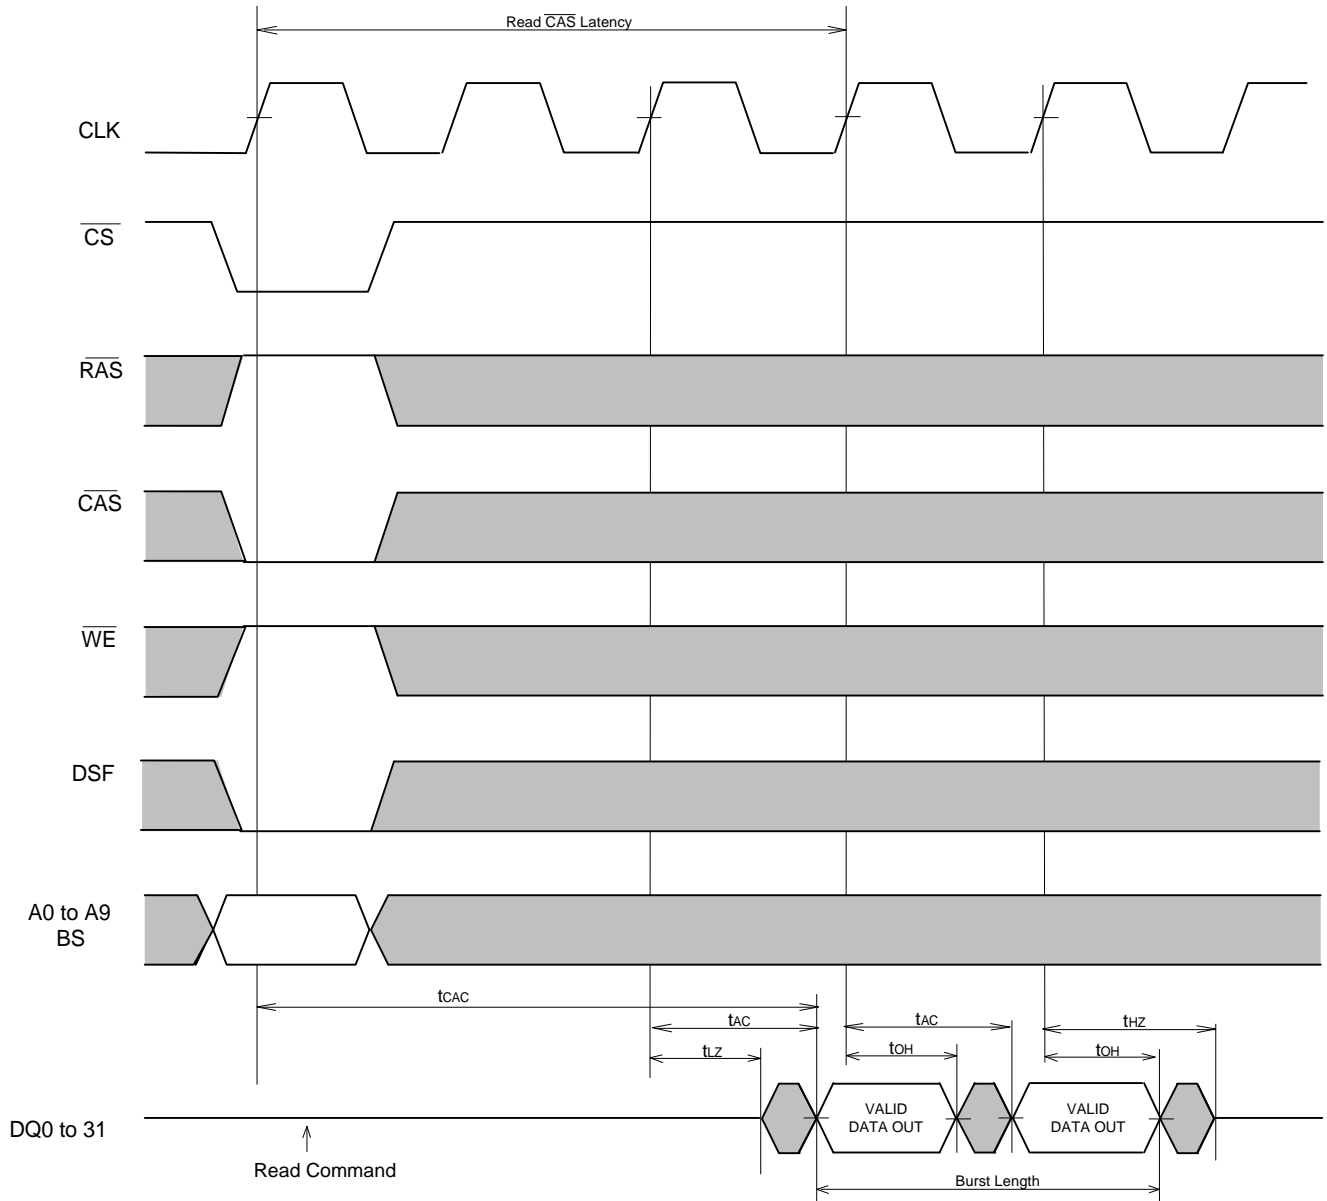 Read CAS Latency
CLK
CS
RAS
CAS
WE
DSF
A0 to A9
BS
tCAC
tAC
tAC
tHZ
tLZ
tOH
tOH
VALID
DATA OUT
VALID
DATA OUT
DQ0 to 31
Read Command
Burst Length